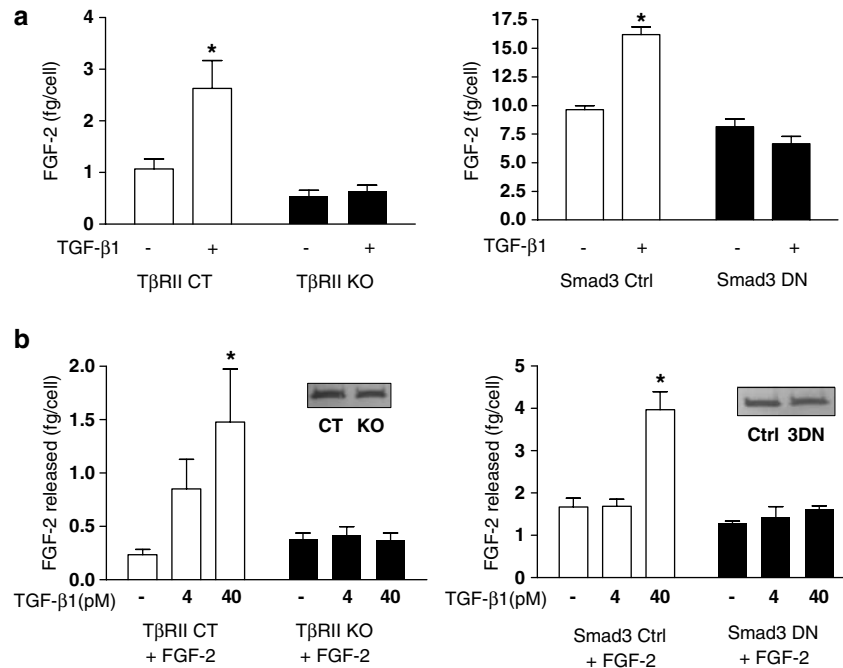 a
FGF-2 (fg/cell)
4
3
2
1
0
*
TGF-β1 - + - +
TβRII CT TβRII KO
FGF-2 (fg/cell)
17.5
15.0
12.5
10.0
7.5
5.0
2.5
0.0
*
TGF-β1 - + - +
Smad3 Ctrl Smad3 DN
b
FGF-2 released (fg/cell)
2.0
1.5
1.0
0.5
0.0
*
CT KO
TGF-β1(pM) - 4 40 - 4 40
TβRII CT TβRII KO
+ FGF-2 + FGF-2
FGF-2 released (fg/cell)
5
4
3
2
1
0
*
Ctrl 3DN
TGF-β1(pM) - 4 40 - 4 40
Smad3 Ctrl Smad3 DN
+ FGF-2 + FGF-2